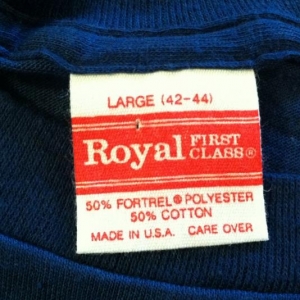 LARGE (42-44)
Royal FIRST CLASS®
50% FORTREL® POLYESTER
50% COTTON
MADE IN U.S.A. CARE OVER